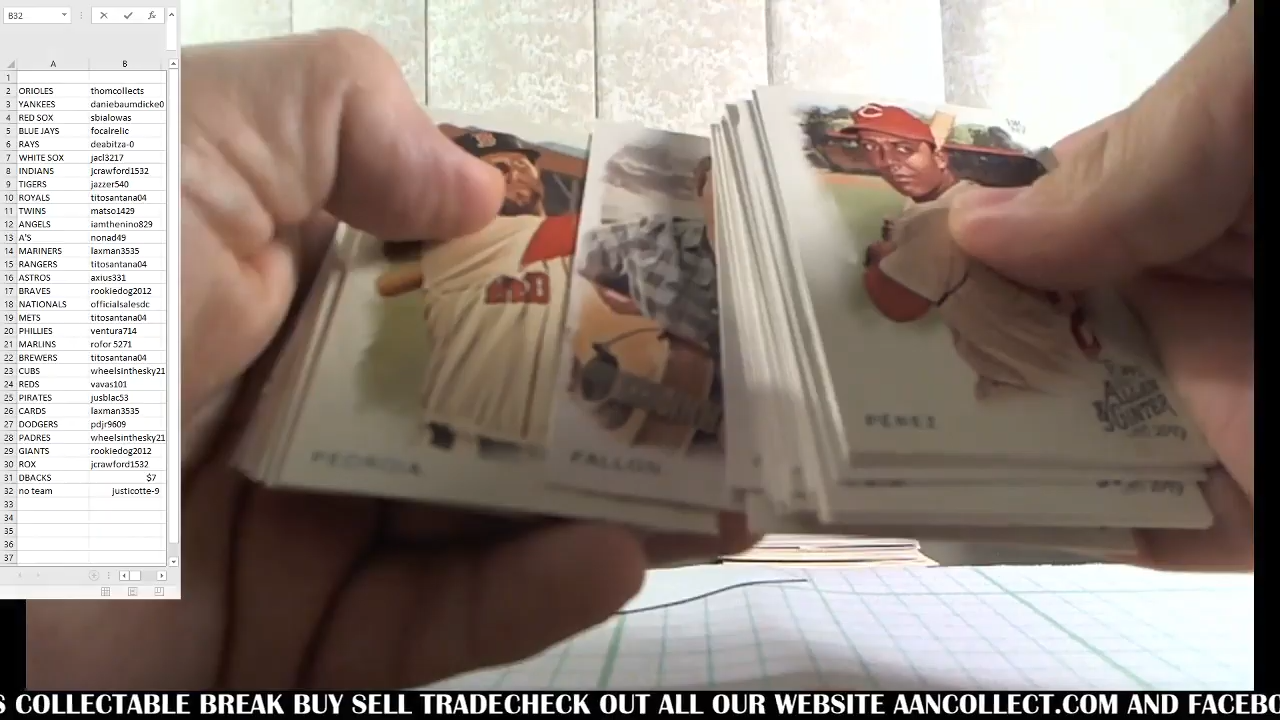 B32
fx
A B
1
2 ORIOLES thomcollects
3 YANKEES daniebaumdicke0
4 RED SOX sbialowas
5 BLUE JAYS focalrelic
6 RAYS deabitza-0
7 WHITE SOX jacl3217
8 INDIANS jcrawford1532
9 TIGERS jazzer540
10 ROYALS titosantana04
11 TWINS matso1429
12 ANGELS iamthenino829
13 A'S nonad49
14 MARINERS laxman3535
15 RANGERS titosantana04
16 ASTROS axius331
17 BRAVES rookiedog2012
18 NATIONALS officialsalesdc
19 METS titosantana04
20 PHILLIES ventura714
21 MARLINS rofor 5271
22 BREWERS titosantana04
23 CUBS wheelsinthesky21
24 REDS vavas101
25 PIRATES jusblac53
26 CARDS laxman3535
27 DODGERS pdjr9609
28 PADRES wheelsinthesky21
29 GIANTS rookiedog2012
30 ROX jcrawford1532
31 DBACKS $7
32 no team justicotte-9
33
34
35
36
37
RED
PEDROIA
FALLON
C
PEREZ
ALLEN
& GINTER
S COLLECTABLE BREAK BUY SELL TRADECHECK OUT ALL OUR WEBSITE AANCOLLECT.COM AND FACEBO